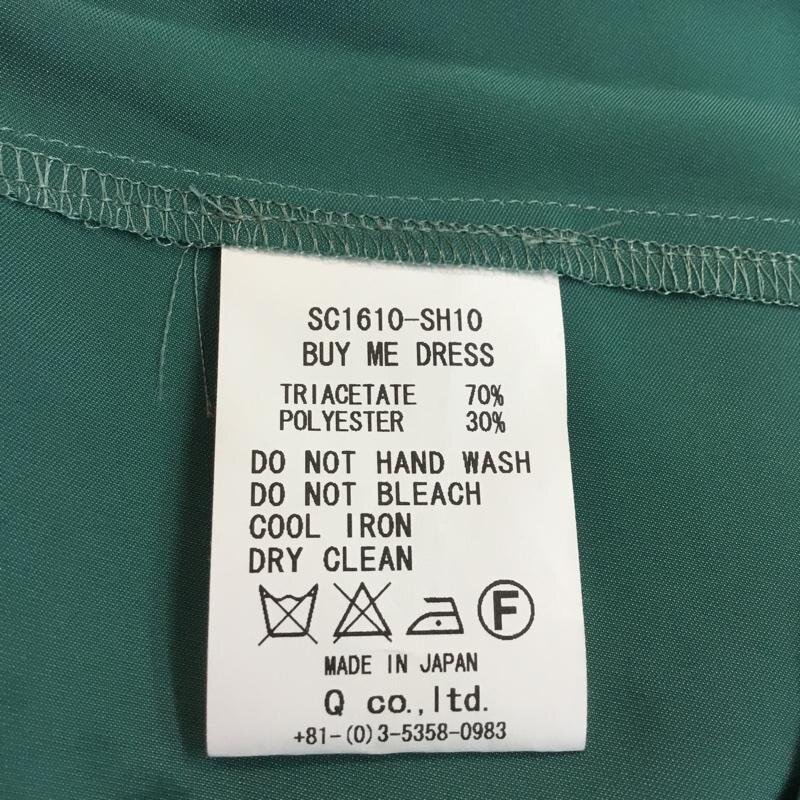 SC1610-SH10
BUY ME DRESS
TRIACETATE 70%
POLYESTER 30%
DO NOT HAND WASH
DO NOT BLEACH
COOL IRON
DRY CLEAN
F
MADE IN JAPAN
Q co.,ltd.
+81-(0)3-5358-0983